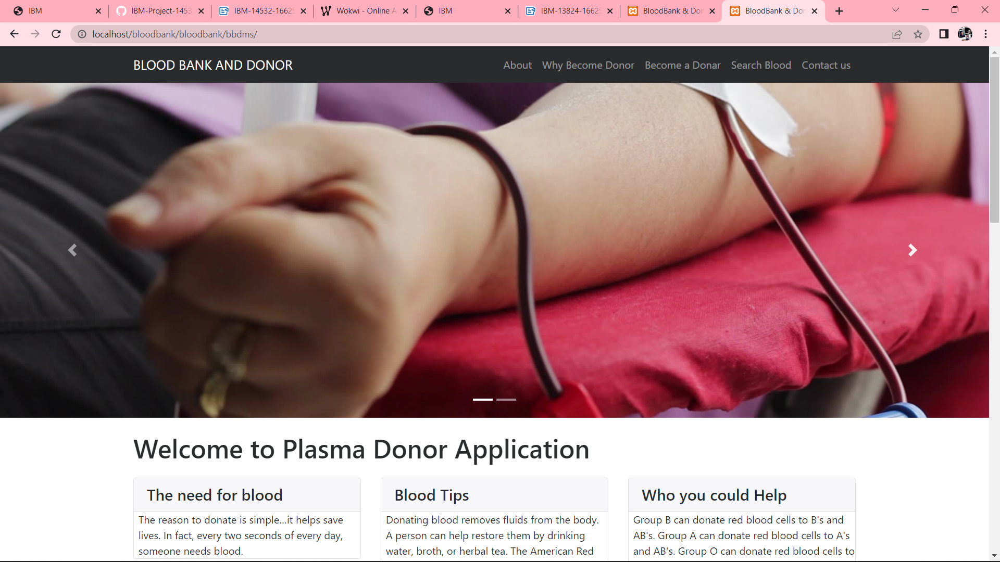 IBM
IBM-Project-1453
IBM-14532-1662
Wokwi - Online A
IBM
IBM-13824-1662
BloodBank & Don
BloodBank & Don
localhost/bloodbank/bloodbank/bbdms/
BLOOD BANK AND DONOR
About
Why Become Donor
Become a Donar
Search Blood
Contact us
Welcome to Plasma Donor Application
The need for blood
The reason to donate is simple...it helps save
lives. In fact, every two seconds of every day,
someone needs blood.
Blood Tips
Donating blood removes fluids from the body.
A person can help restore them by drinking
water, broth, or herbal tea. The American Red
Who you could Help
Group B can donate red blood cells to B's and
AB's. Group A can donate red blood cells to A's
and AB's. Group O can donate red blood cells to